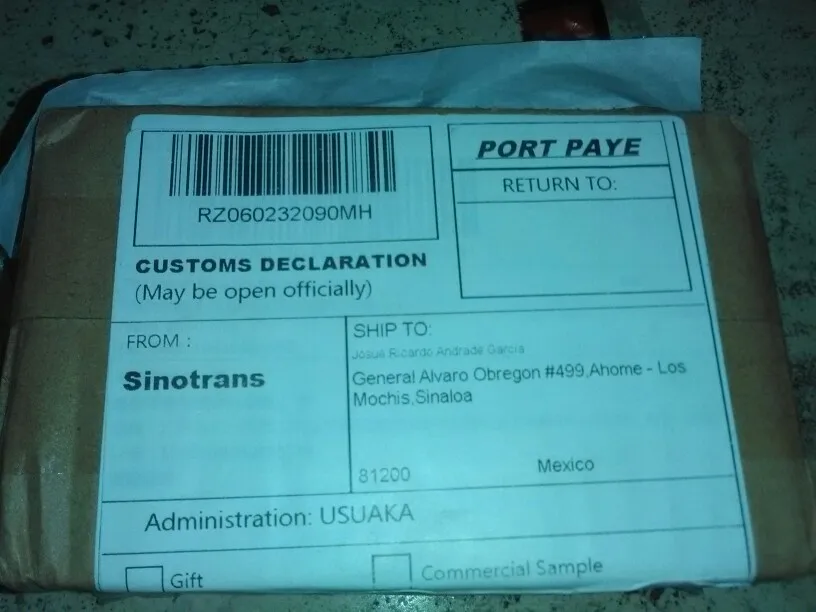 PORT PAYE
RETURN TO:
RZ060232090MH
CUSTOMS DECLARATION
(May be open officially)
FROM :
Sinotrans
SHIP TO:
Josue Ricardo Andrade Garcia
General Alvaro Obregon #499,Ahome - Los
Mochis,Sinaloa
81200 Mexico
Administration: USUAKA
Gift
Commercial Sample